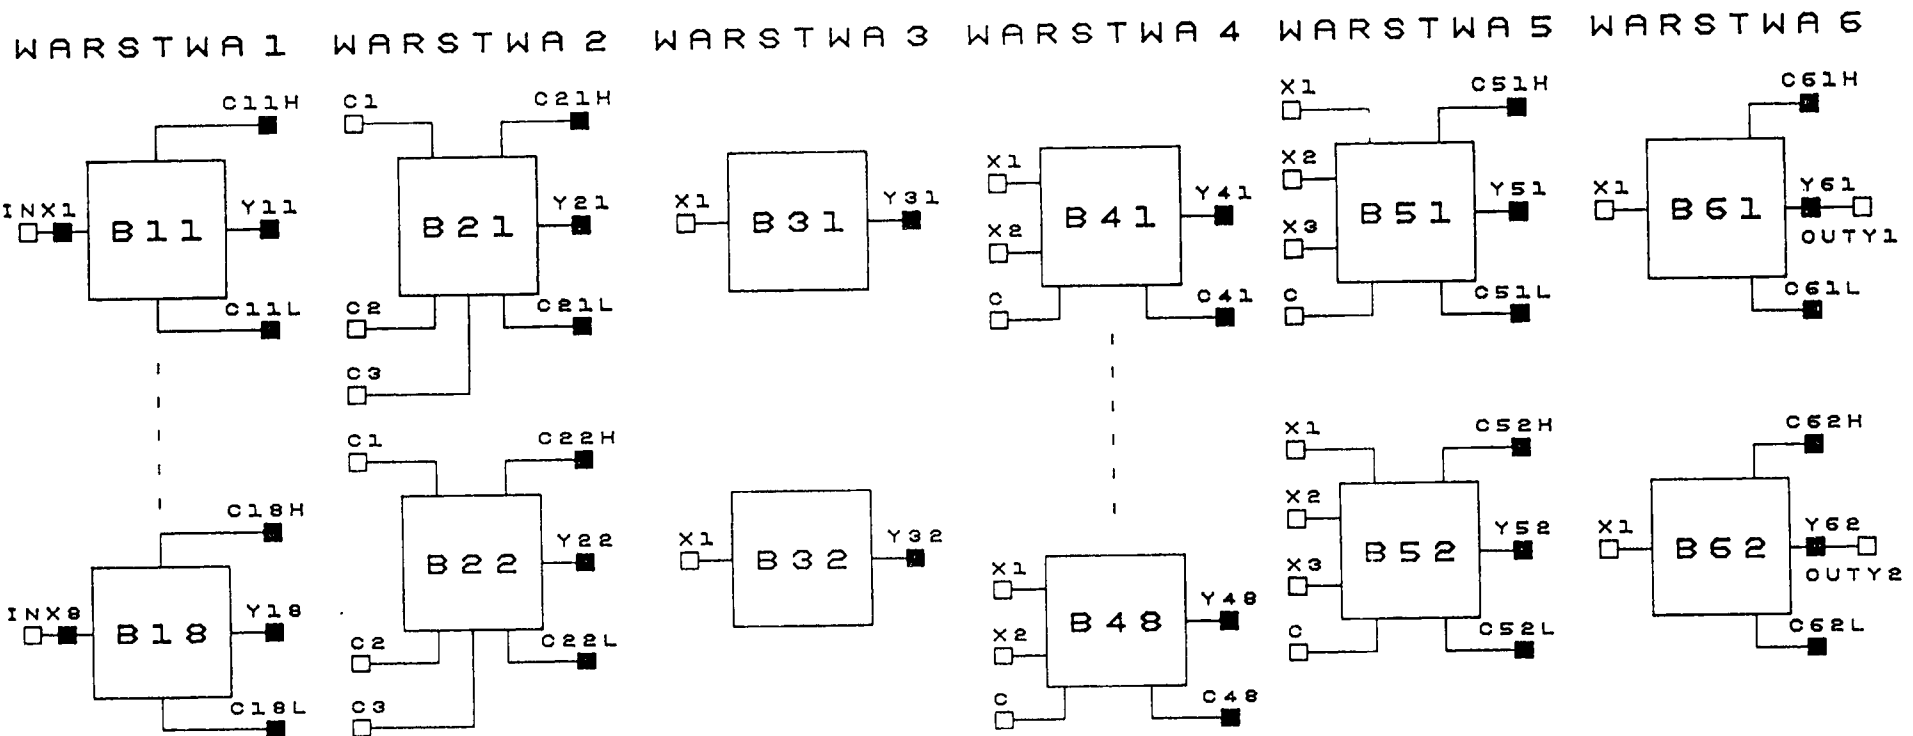 WARSTWA 1 WARSTWA 2 WARSTWA 3 WARSTWA 4 WARSTWA 5 WARSTWA 6
C11H
INX1
B11
Y11
C11L
C18H
INX8
B18
Y18
C18L
C1
C21H
B21
Y21
C2
C21L
C3
C1
C22H
B22
Y22
C2
C22L
C3
X1
B31
Y31
X1
B32
Y32
X1
X2
B41
Y41
C
C41
X1
X2
B48
Y48
C
C48
X1
C51H
X2
B51
Y51
X3
C
C51L
X1
C52H
X2
B52
Y52
X3
C
C52L
C61H
X1
B61
Y61
OUTY1
C61L
C62H
X1
B62
Y62
OUTY2
C62L